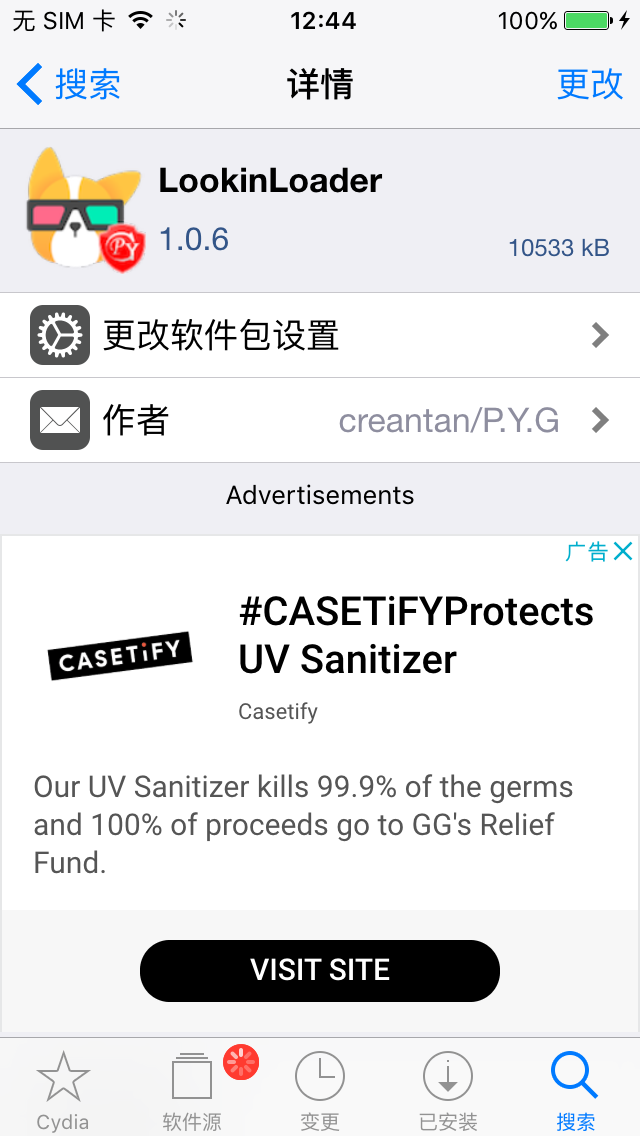 无 SIM 卡
12:44
100%
搜索
详情
更改
LookinLoader
1.0.6
10533 kB
PY
更改软件包设置
作者
creantan/P.Y.G
Advertisements
广告
#CASETiFYProtects
UV Sanitizer
CASETiFY
Casetify
Our UV Sanitizer kills 99.9% of the germs
and 100% of proceeds go to GG's Relief
Fund.
VISIT SITE
Cydia
软件源
变更
已安装
搜索